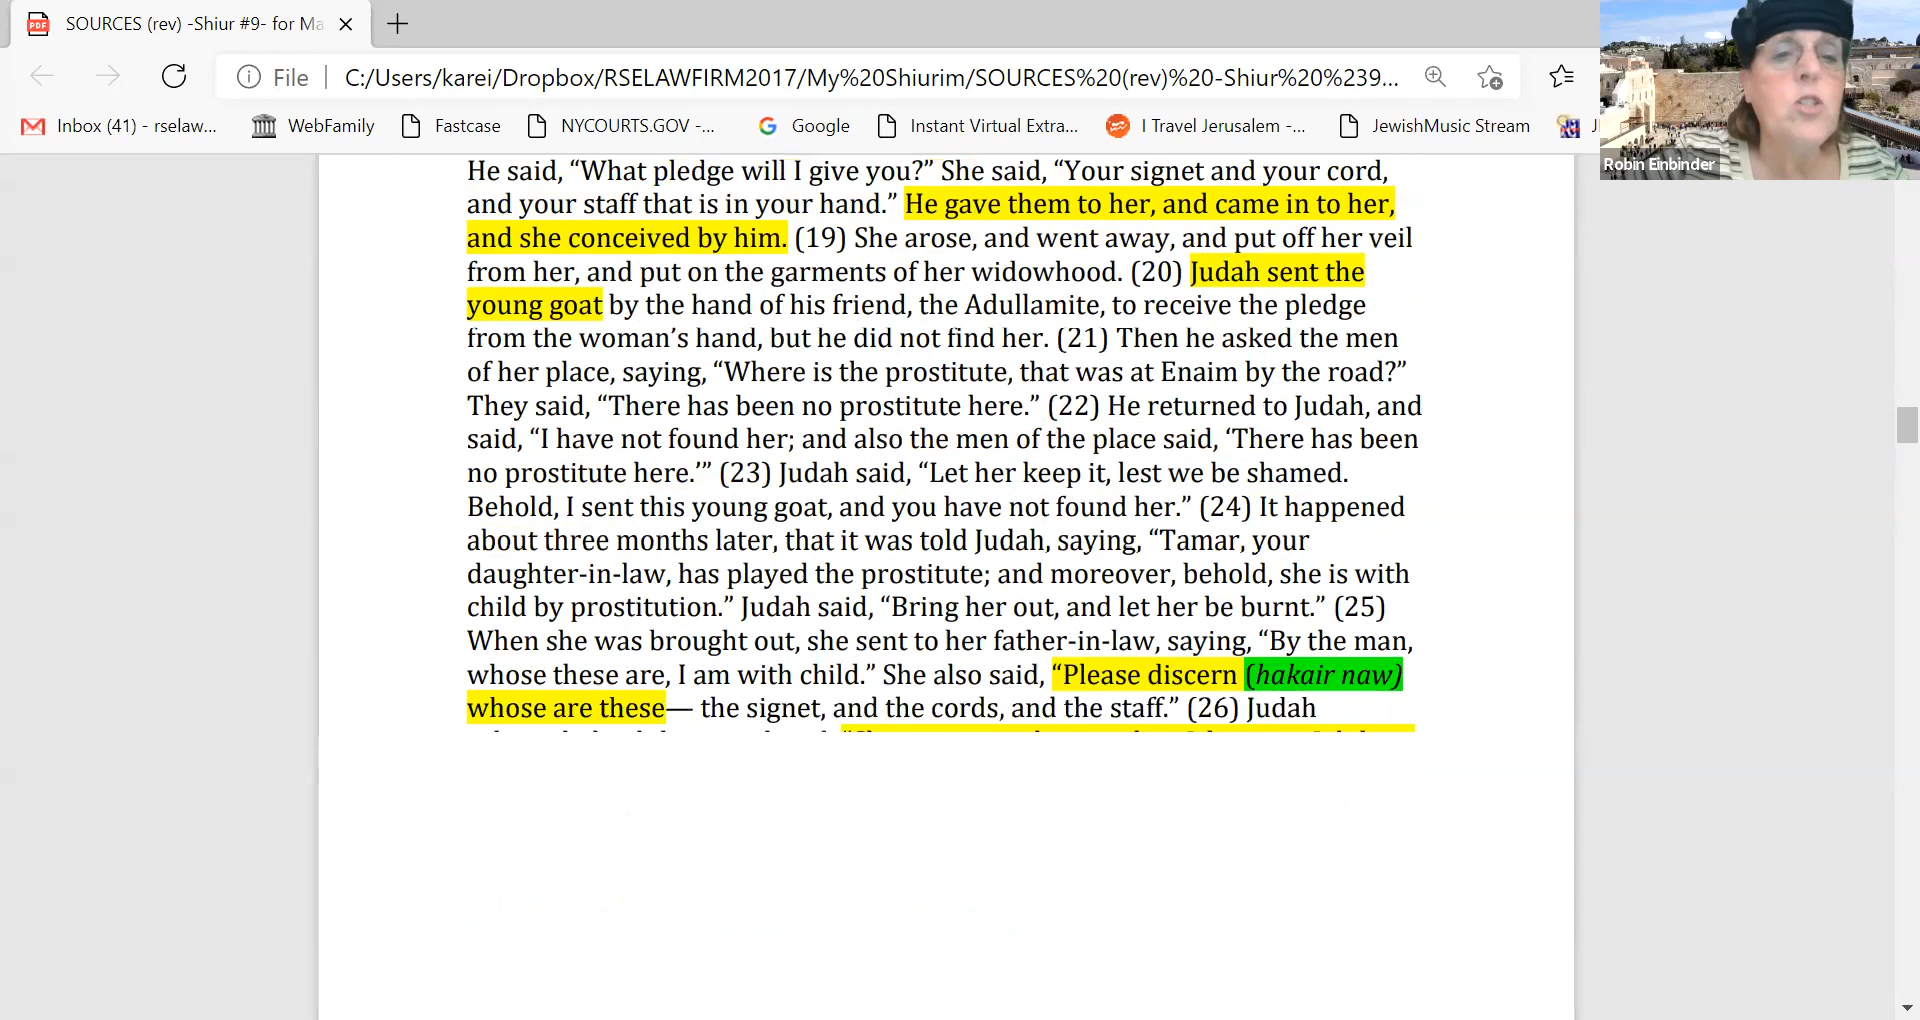 SOURCES (rev) -Shiur #9- for Ma
File
C:/Users/karei/Dropbox/RSELAWFIRM2017/My%20Shiurim/SOURCES%20(rev)%20-Shiur%20%239...
Inbox (41) - rselaw... WebFamily Fastcase NYCOURTS.GOV -... Google Instant Virtual Extra... I Travel Jerusalem -... JewishMusic Stream
Robin Einbinder
He said, “What pledge will I give you?” She said, “Your signet and your cord,
and your staff that is in your hand.” He gave them to her, and came in to her,
and she conceived by him. (19) She arose, and went away, and put off her veil
from her, and put on the garments of her widowhood. (20) Judah sent the
young goat by the hand of his friend, the Adullamite, to receive the pledge
from the woman’s hand, but he did not find her. (21) Then he asked the men
of her place, saying, “Where is the prostitute, that was at Enaim by the road?”
They said, “There has been no prostitute here.” (22) He returned to Judah, and
said, “I have not found her; and also the men of the place said, ‘There has been
no prostitute here.’” (23) Judah said, “Let her keep it, lest we be shamed.
Behold, I sent this young goat, and you have not found her.” (24) It happened
about three months later, that it was told Judah, saying, “Tamar, your
daughter-in-law, has played the prostitute; and moreover, behold, she is with
child by prostitution.” Judah said, “Bring her out, and let her be burnt.” (25)
When she was brought out, she sent to her father-in-law, saying, “By the man,
whose these are, I am with child.” She also said, “Please discern (hakair naw)
whose are these— the signet, and the cords, and the staff.” (26) Judah